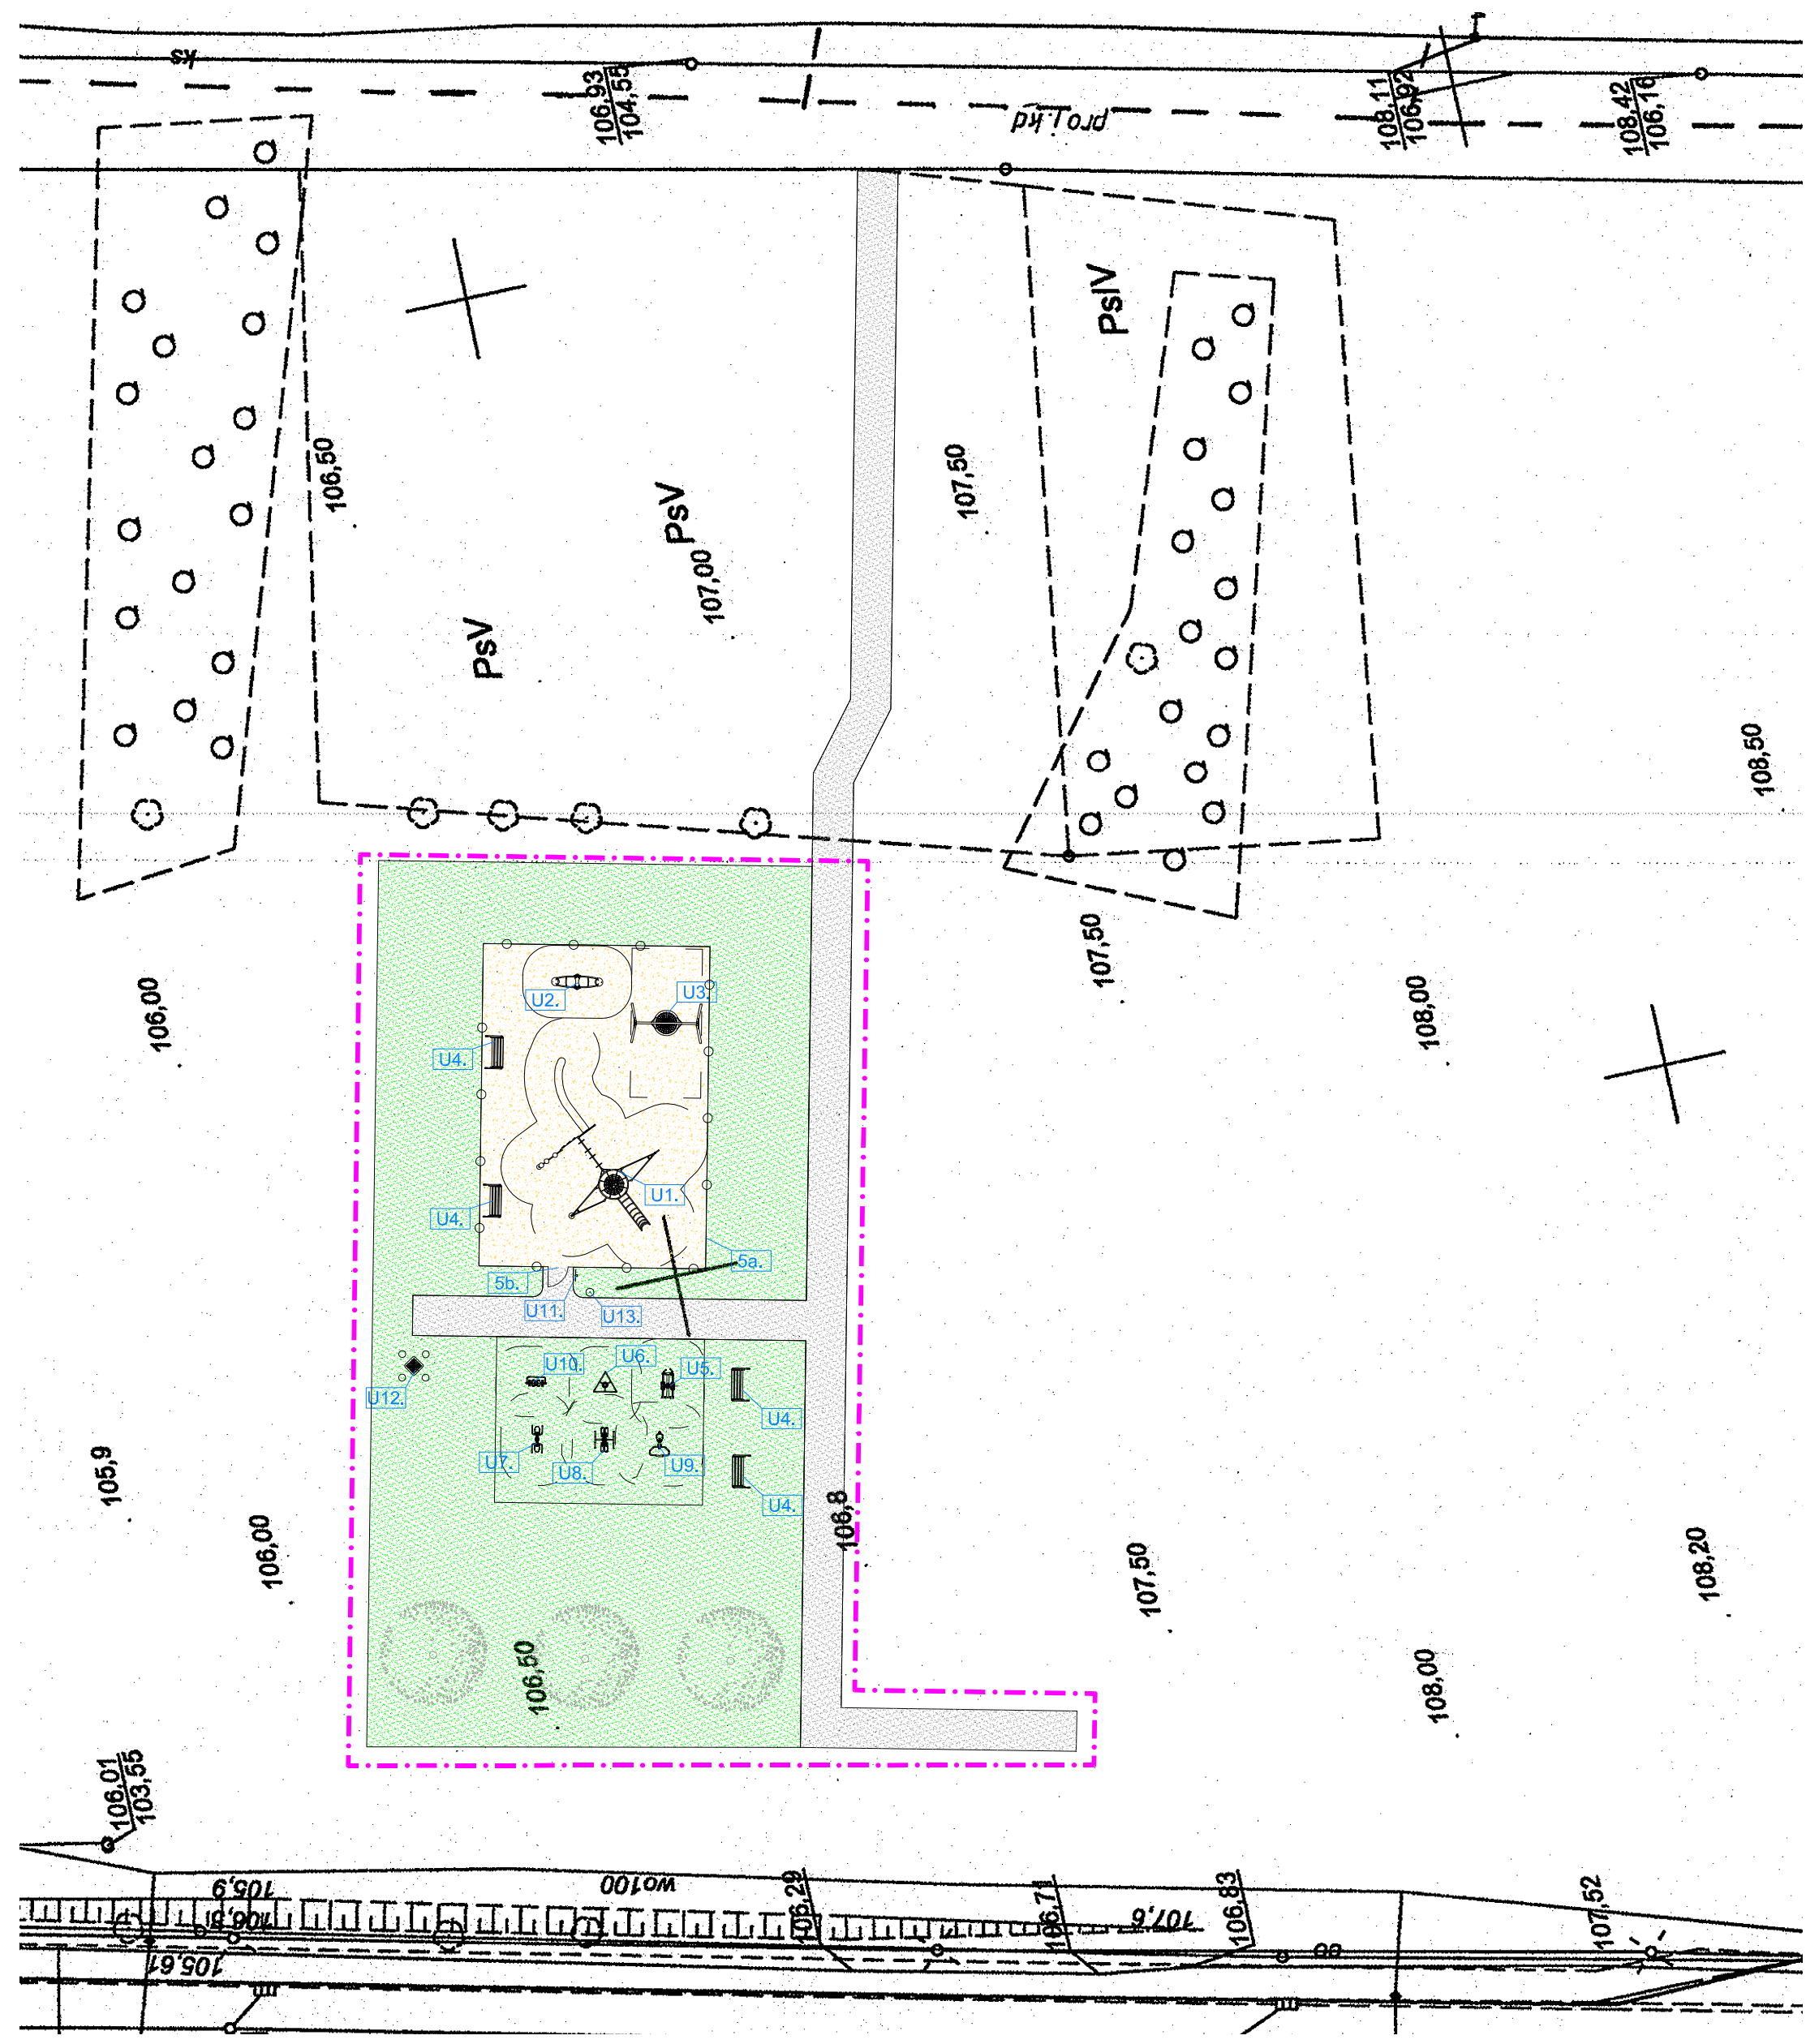 ks
106,93
104,55
proj.kd
108,11
106,92
108,42
106,16
PsIV
106,50
PsV
107,00
PsV
107,50
108,50
106,00
107,50
108,00
U2.
U3.
U4.
U1.
U4.
5a.
5b.
U11.
U13.
U10.
U6.
U5.
U12.
U4.
U7.
U8.
U9.
U4.
105,9
106,00
106,8
107,50
108,20
106,50
108,00
106,01
103,55
105,9
wo100
106,29
106,71
106,83
107,52
107,6
105,61